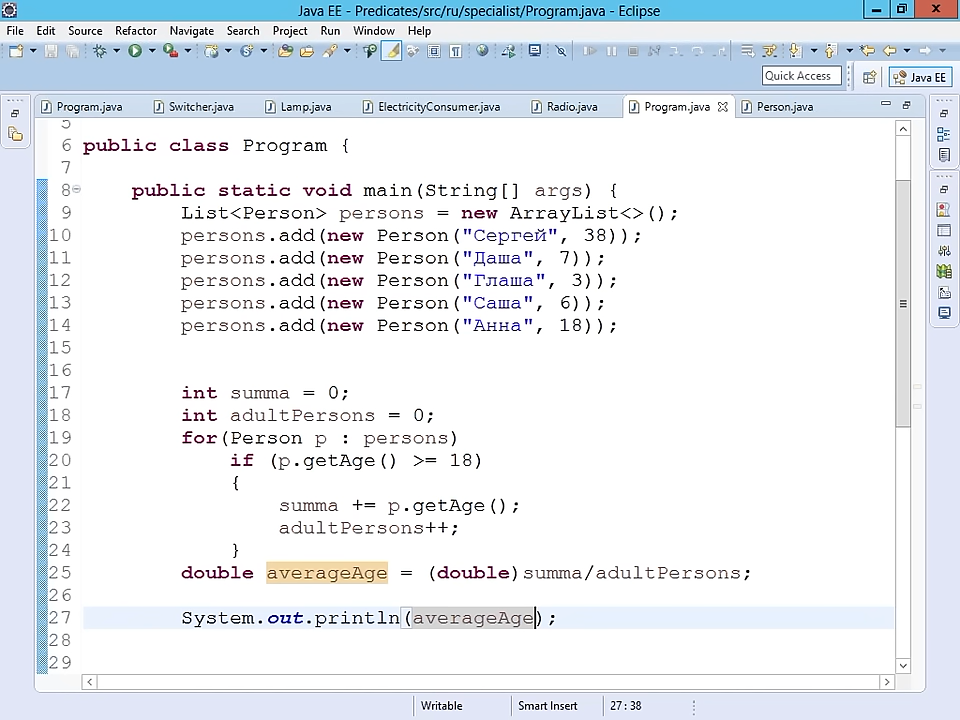 Java EE - Predicates/src/ru/specialist/Program.java - Eclipse
File Edit Source Refactor Navigate Search Project Run Window Help
Quick Access
Java EE
Program.java Switcher.java Lamp.java ElectricityConsumer.java Radio.java Program.java Person.java
5
6 public class Program {
7
8 public static void main(String[] args) {
9 List<Person> persons = new ArrayList<>();
10 persons.add(new Person("Сергей", 38));
11 persons.add(new Person("Даша", 7));
12 persons.add(new Person("Глаша", 3));
13 persons.add(new Person("Саша", 6));
14 persons.add(new Person("Анна", 18));
15
16
17 int summa = 0;
18 int adultPersons = 0;
19 for(Person p : persons)
20 if (p.getAge() >= 18)
21 {
22 summa += p.getAge();
23 adultPersons++;
24 }
25 double averageAge = (double)summa/adultPersons;
26
27 System.out.println(averageAge);
28
29
Writable Smart Insert 27 : 38